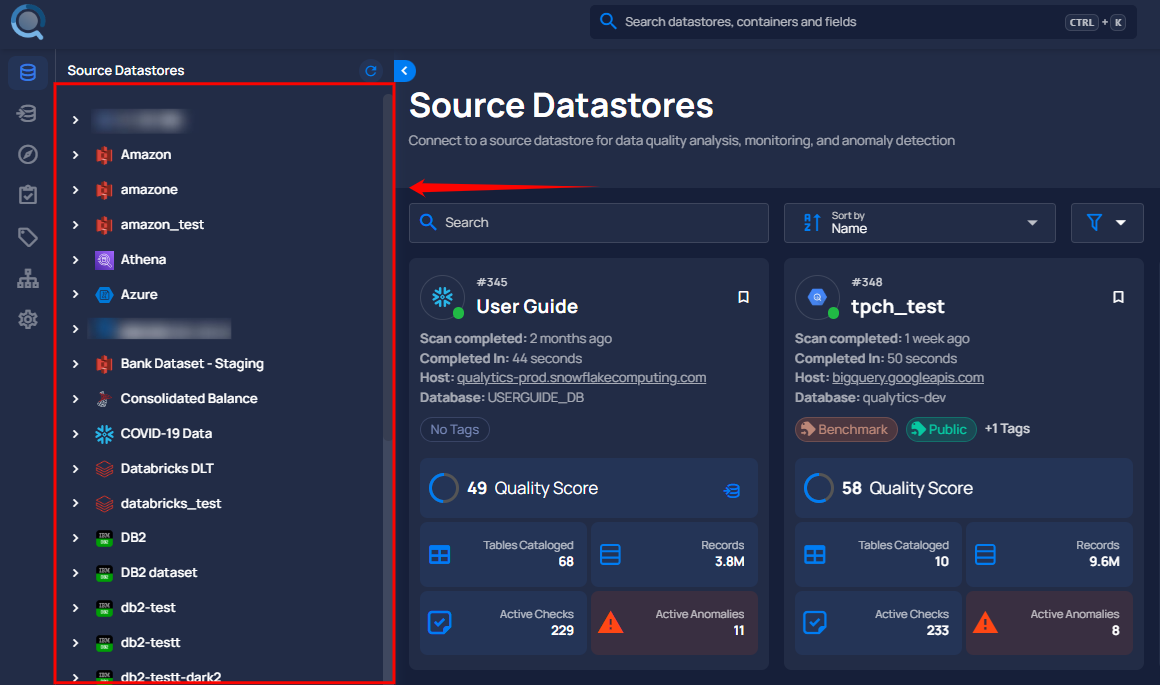 Search datastores, containers and fields
CTRL + K
Source Datastores
Amazon
amazone
amazon_test
Athena
Azure
Bank Dataset - Staging
Consolidated Balance
COVID-19 Data
Databricks DLT
databricks_test
DB2
DB2 dataset
db2-test
db2-testt
db2-testt-dark2
Source Datastores
Connect to a source datastore for data quality analysis, monitoring, and anomaly detection
Search
Sort by
Name
#345
User Guide
Scan completed: 2 months ago
Completed In: 44 seconds
Host: qualytics-prod.snowflakecomputing.com
Database: USERGUIDE_DB
No Tags
49 Quality Score
Tables Cataloged
68
Records
3.8M
Active Checks
229
Active Anomalies
11
#348
tpch_test
Scan completed: 1 week ago
Completed In: 50 seconds
Host: bigquery.googleapis.com
Database: qualytics-dev
Benchmark Public +1 Tags
58 Quality Score
Tables Cataloged
10
Records
9.6M
Active Checks
233
Active Anomalies
8